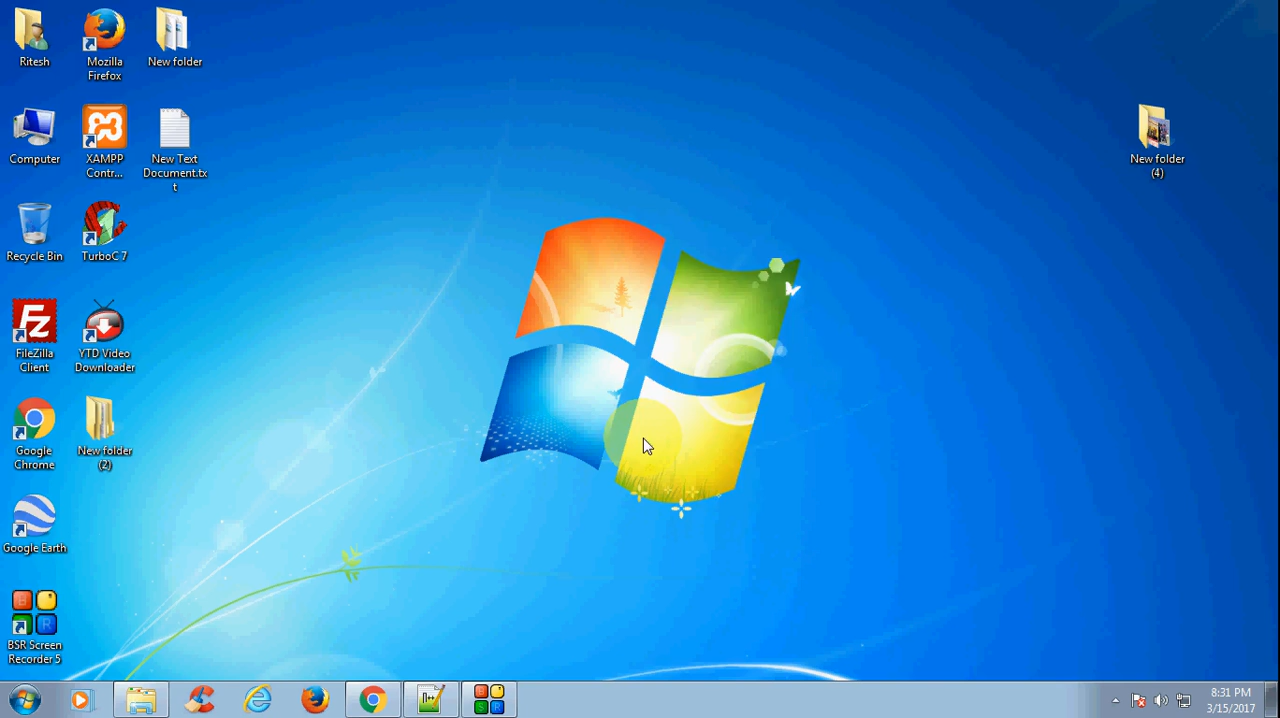 Ritesh
Mozilla
Firefox
New folder
Computer
XAMPP
Contr...
New Text
Document.tx
t
New folder
(4)
Recycle Bin
TurboC 7
FileZilla
Client
YTD Video
Downloader
Google
Chrome
New folder
(2)
Google Earth
BSR Screen
Recorder 5
8:31 PM
3/15/2017